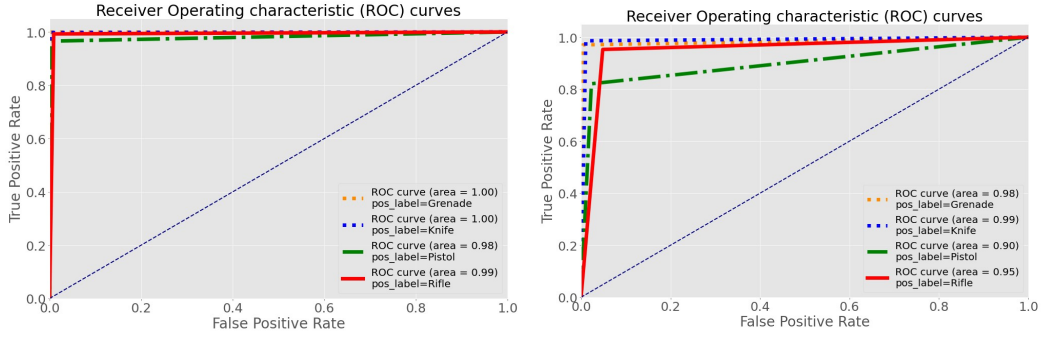 Receiver Operating characteristic (ROC) curves
True Positive Rate
1.0
0.8
0.6
0.4
0.2
0.0
ROC curve (area = 1.00)
pos_label=Grenade
ROC curve (area = 1.00)
pos_label=Knife
ROC curve (area = 0.98)
pos_label=Pistol
ROC curve (area = 0.99)
pos_label=Rifle
0.0 0.2 0.4 0.6 0.8 1.0
False Positive Rate
Receiver Operating characteristic (ROC) curves
True Positive Rate
1.0
0.8
0.6
0.4
0.2
0.0
ROC curve (area = 0.98)
pos_label=Grenade
ROC curve (area = 0.99)
pos_label=Knife
ROC curve (area = 0.90)
pos_label=Pistol
ROC curve (area = 0.95)
pos_label=Rifle
0.0 0.2 0.4 0.6 0.8 1.0
False Positive Rate